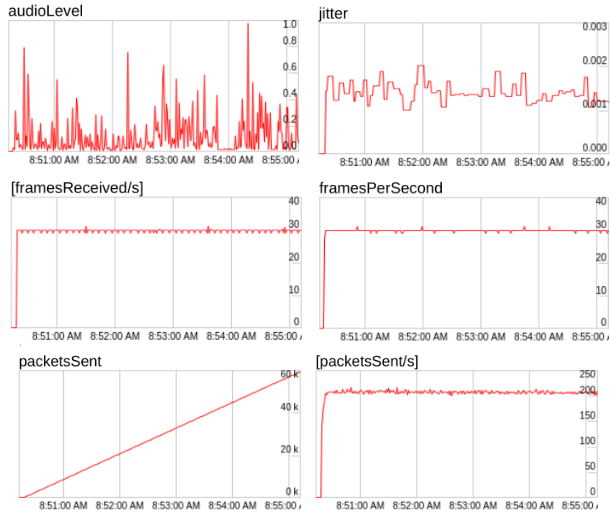 audioLevel
1.0
0.8
0.6
0.4
0.2
0.0
8:51:00 AM 8:52:00 AM 8:53:00 AM 8:54:00 AM 8:55:00
jitter
0.003
0.002
0.001
0.000
8:51:00 AM 8:52:00 AM 8:53:00 AM 8:54:00 AM 8:55:00 A
[framesReceived/s]
40
30
20
10
0
8:51:00 AM 8:52:00 AM 8:53:00 AM 8:54:00 AM 8:55:00
framesPerSecond
40
30
20
10
0
8:51:00 AM 8:52:00 AM 8:53:00 AM 8:54:00 AM 8:55:00 A
packetsSent
60 k
40 k
20 k
0 k
8:51:00 AM 8:52:00 AM 8:53:00 AM 8:54:00 AM 8:55:00
[packetsSent/s]
250
200
150
100
50
0
8:51:00 AM 8:52:00 AM 8:53:00 AM 8:54:00 AM 8:55:00